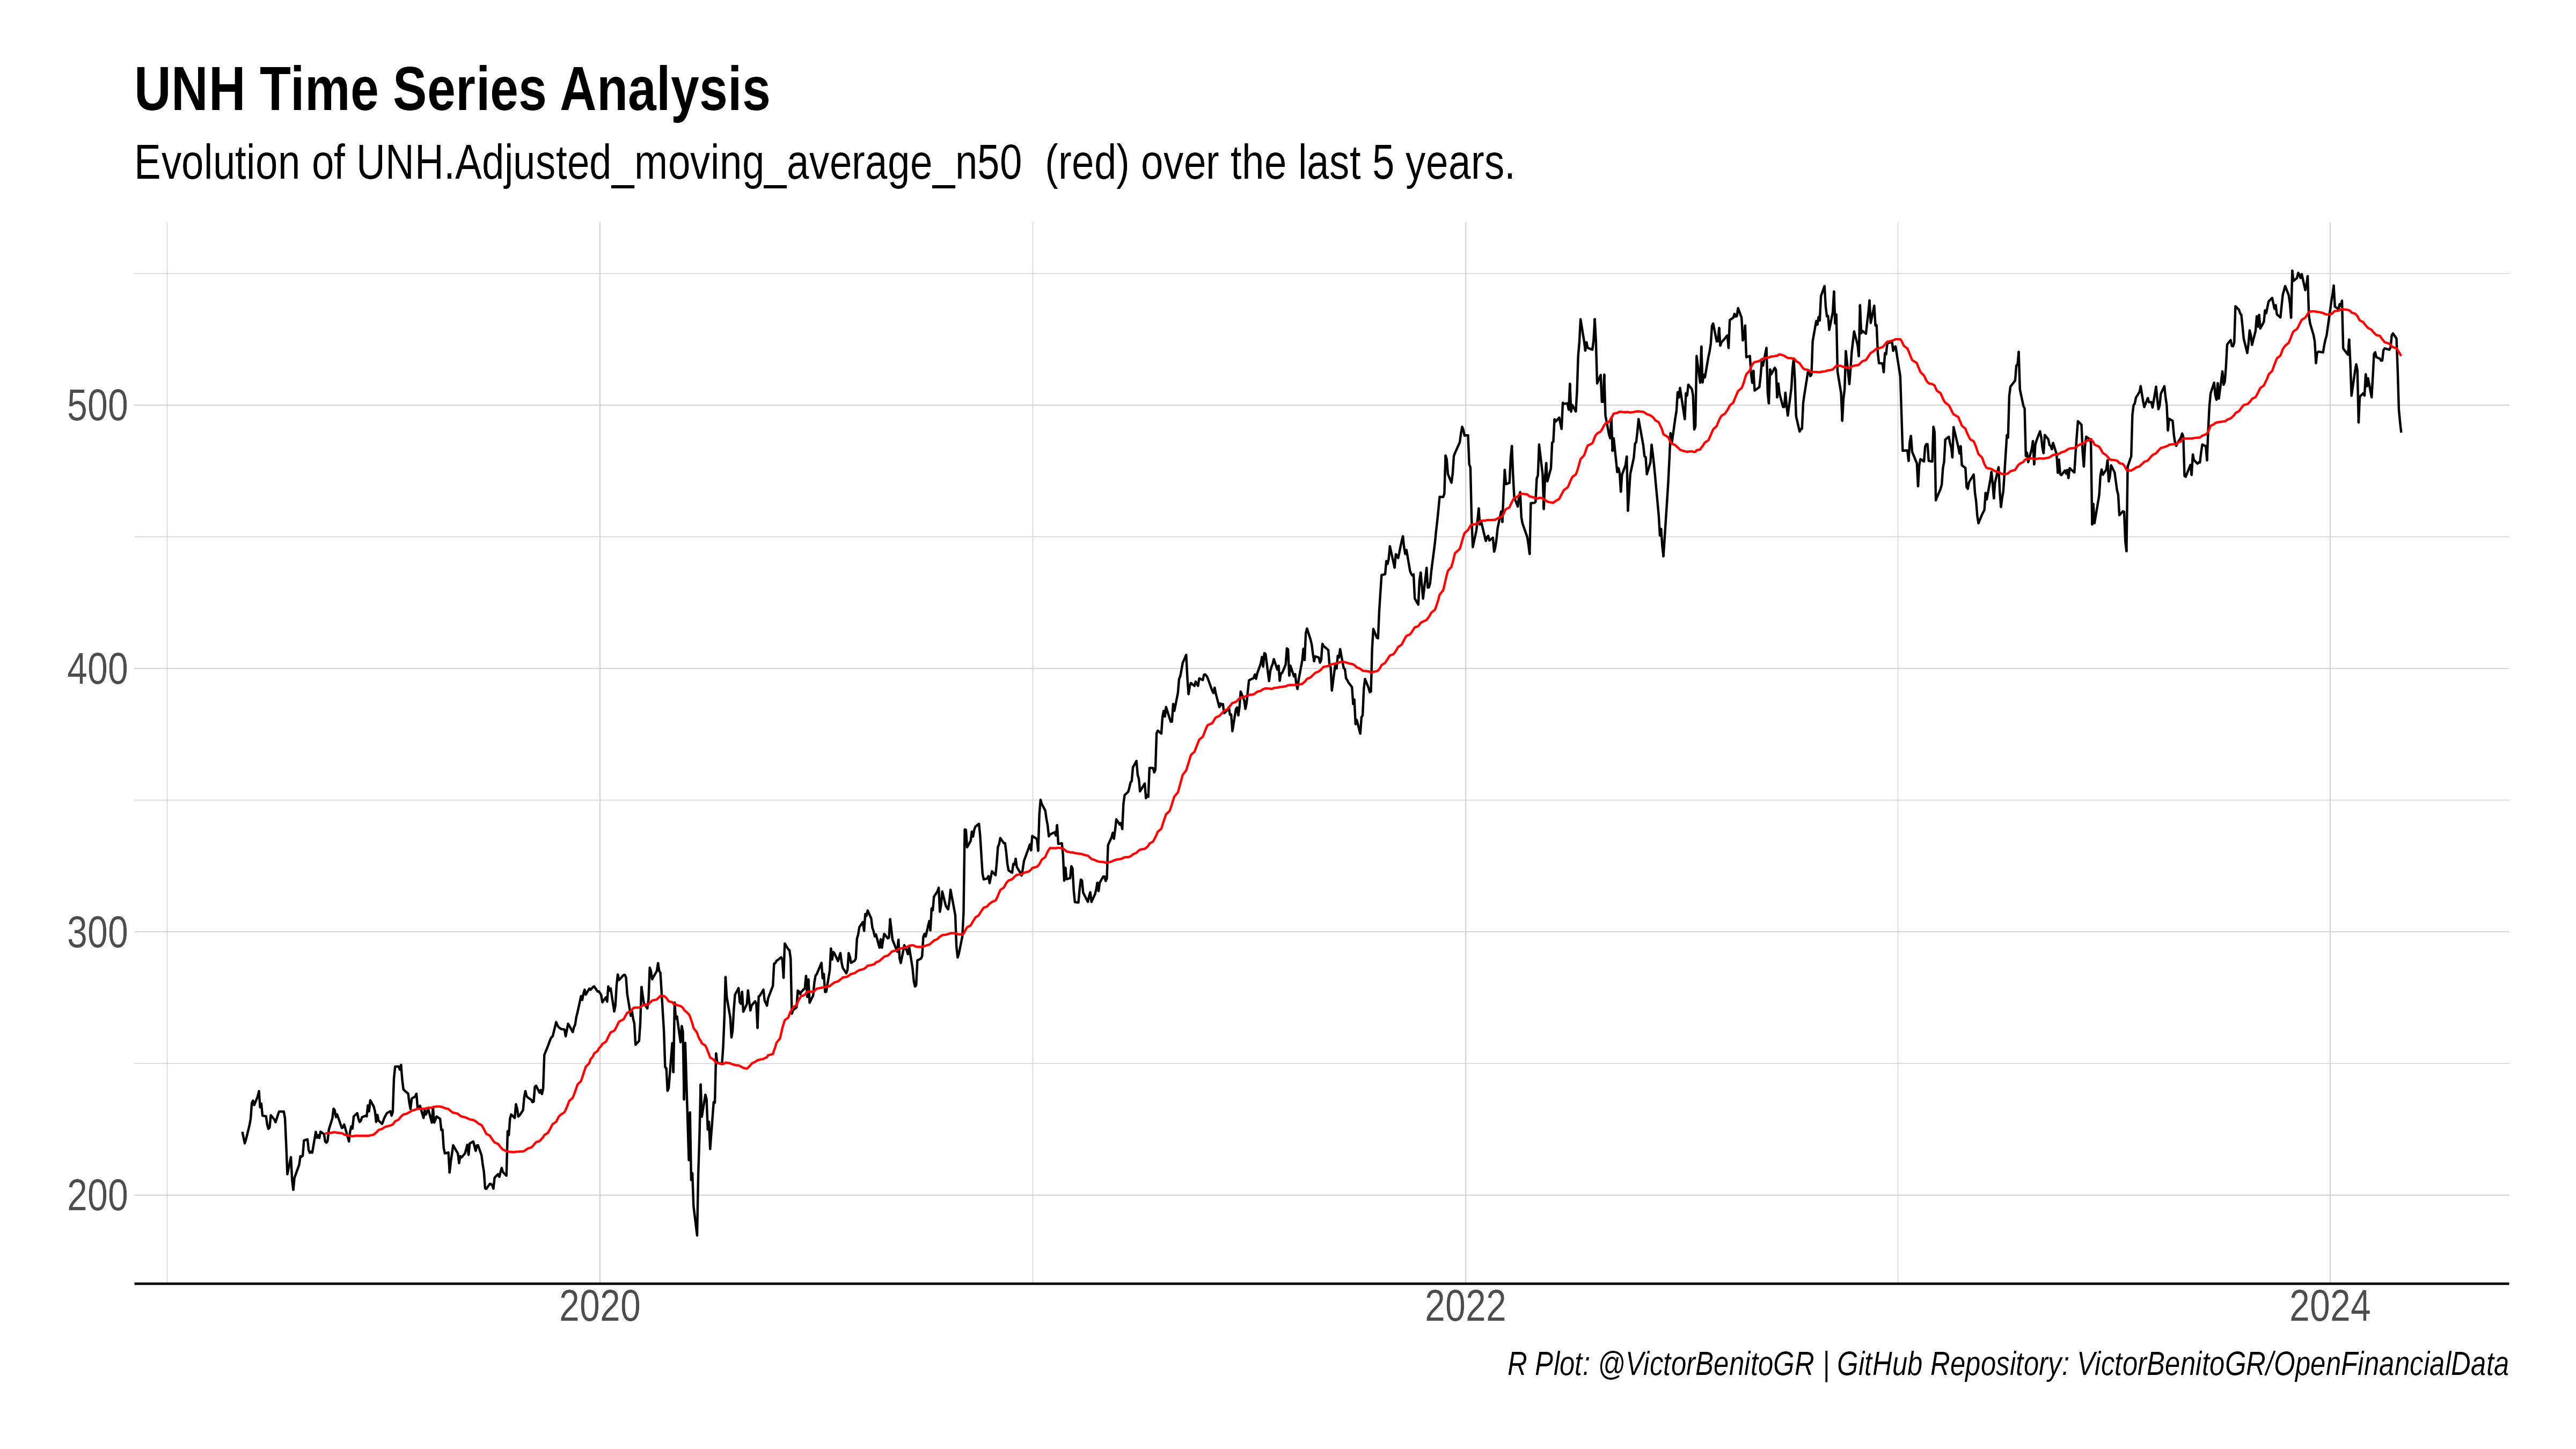 UNH Time Series Analysis
Evolution of UNH.Adjusted_moving_average_n50  (red) over the last 5 years.
500
400
300
200
2020 2022 2024
R Plot: @VictorBenitoGR | GitHub Repository: VictorBenitoGR/OpenFinancialData